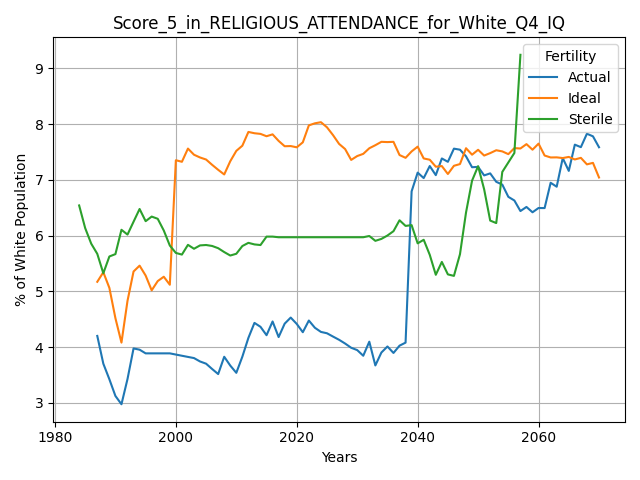 Score_5_in_RELIGIOUS_ATTENDANCE_for_White_Q4_IQ
% of White Population
9
8
7
6
5
4
3
Fertility
Actual
Ideal
Sterile
1980
2000
2020
2040
2060
Years